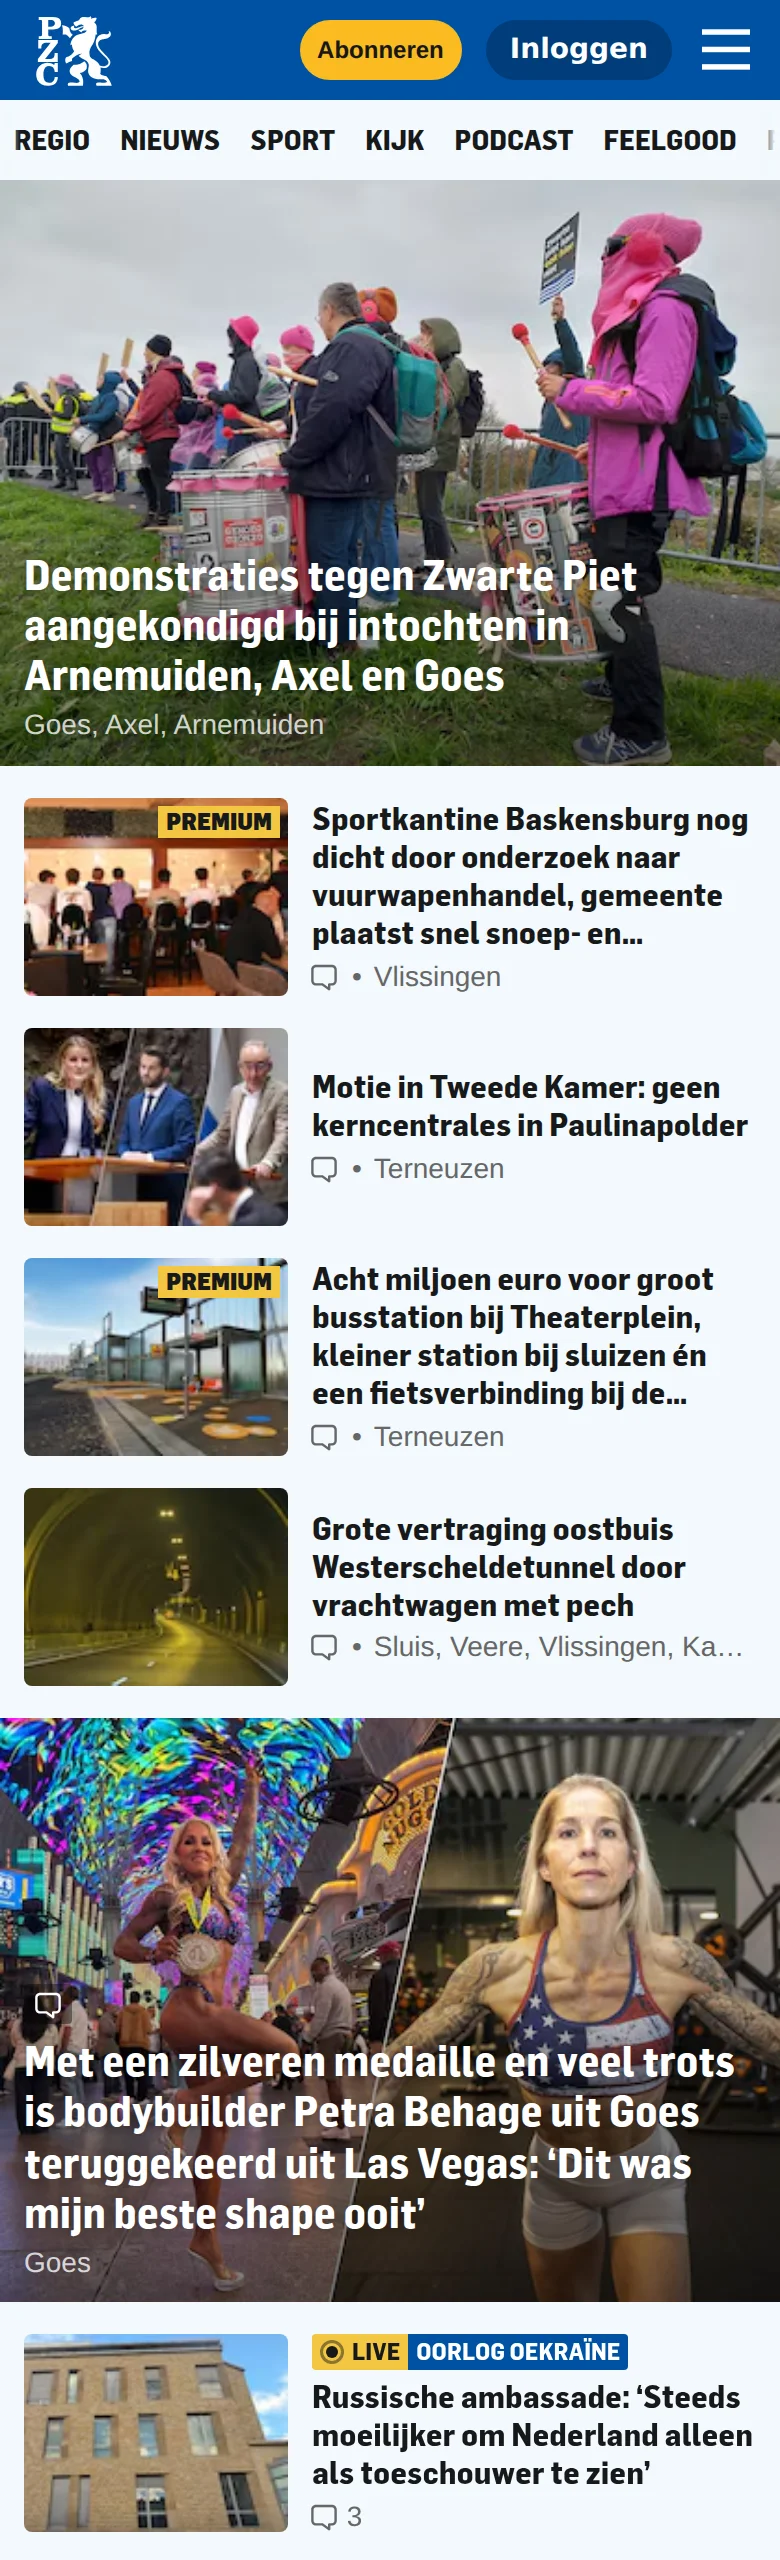 PZC
Abonneren
Inloggen
REGIO NIEUWS SPORT KIJK PODCAST FEELGOOD
Demonstraties tegen Zwarte Piet
aangekondigd bij intochten in
Arnemuiden, Axel en Goes
Goes, Axel, Arnemuiden
PREMIUM
Sportkantine Baskensburg nog
dicht door onderzoek naar
vuurwapenhandel, gemeente
plaatst snel snoep- en...
• Vlissingen
Motie in Tweede Kamer: geen
kerncentrales in Paulinapolder
• Terneuzen
PREMIUM
Acht miljoen euro voor groot
busstation bij Theaterplein,
kleiner station bij sluizen én
een fietsverbinding bij de...
• Terneuzen
Grote vertraging oostbuis
Westerscheldetunnel door
vrachtwagen met pech
• Sluis, Veere, Vlissingen, Ka...
Met een zilveren medaille en veel trots
is bodybuilder Petra Behage uit Goes
teruggekeerd uit Las Vegas: ‘Dit was
mijn beste shape ooit’
Goes
LIVE OORLOG OEKRAÏNE
Russische ambassade: ‘Steeds
moeilijker om Nederland alleen
als toeschouwer te zien’
3